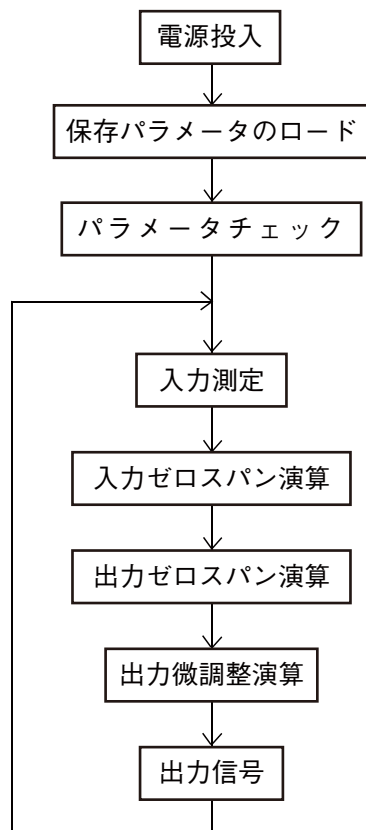 電源投入
保存パラメータのロード
パラメータチェック
入力測定
入力ゼロスパン演算
出力ゼロスパン演算
出力微調整演算
出力信号